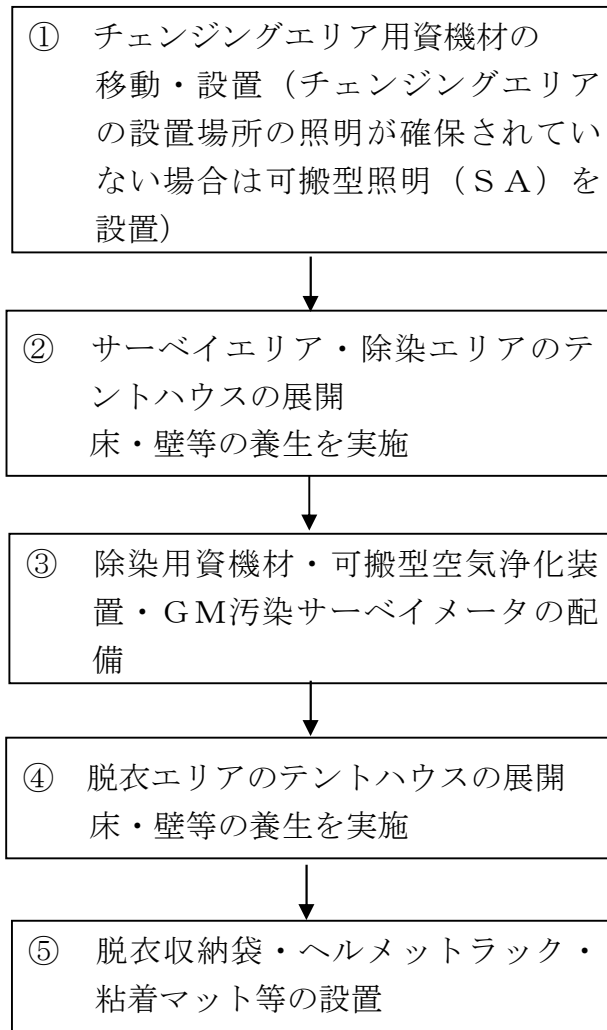 ① チェンジングエリア用資機材の
移動・設置（チェンジングエリア
の設置場所の照明が確保されてい
ない場合は可搬型照明（ＳＡ）を
設置）
② サーベイエリア・除染エリアのテ
ントハウスの展開
床・壁等の養生を実施
③ 除染用資機材・可搬型空気浄化装
置・ＧＭ汚染サーベイメータの配
備
④ 脱衣エリアのテントハウスの展開
床・壁等の養生を実施
⑤ 脱衣収納袋・ヘルメットラック・
粘着マット等の設置